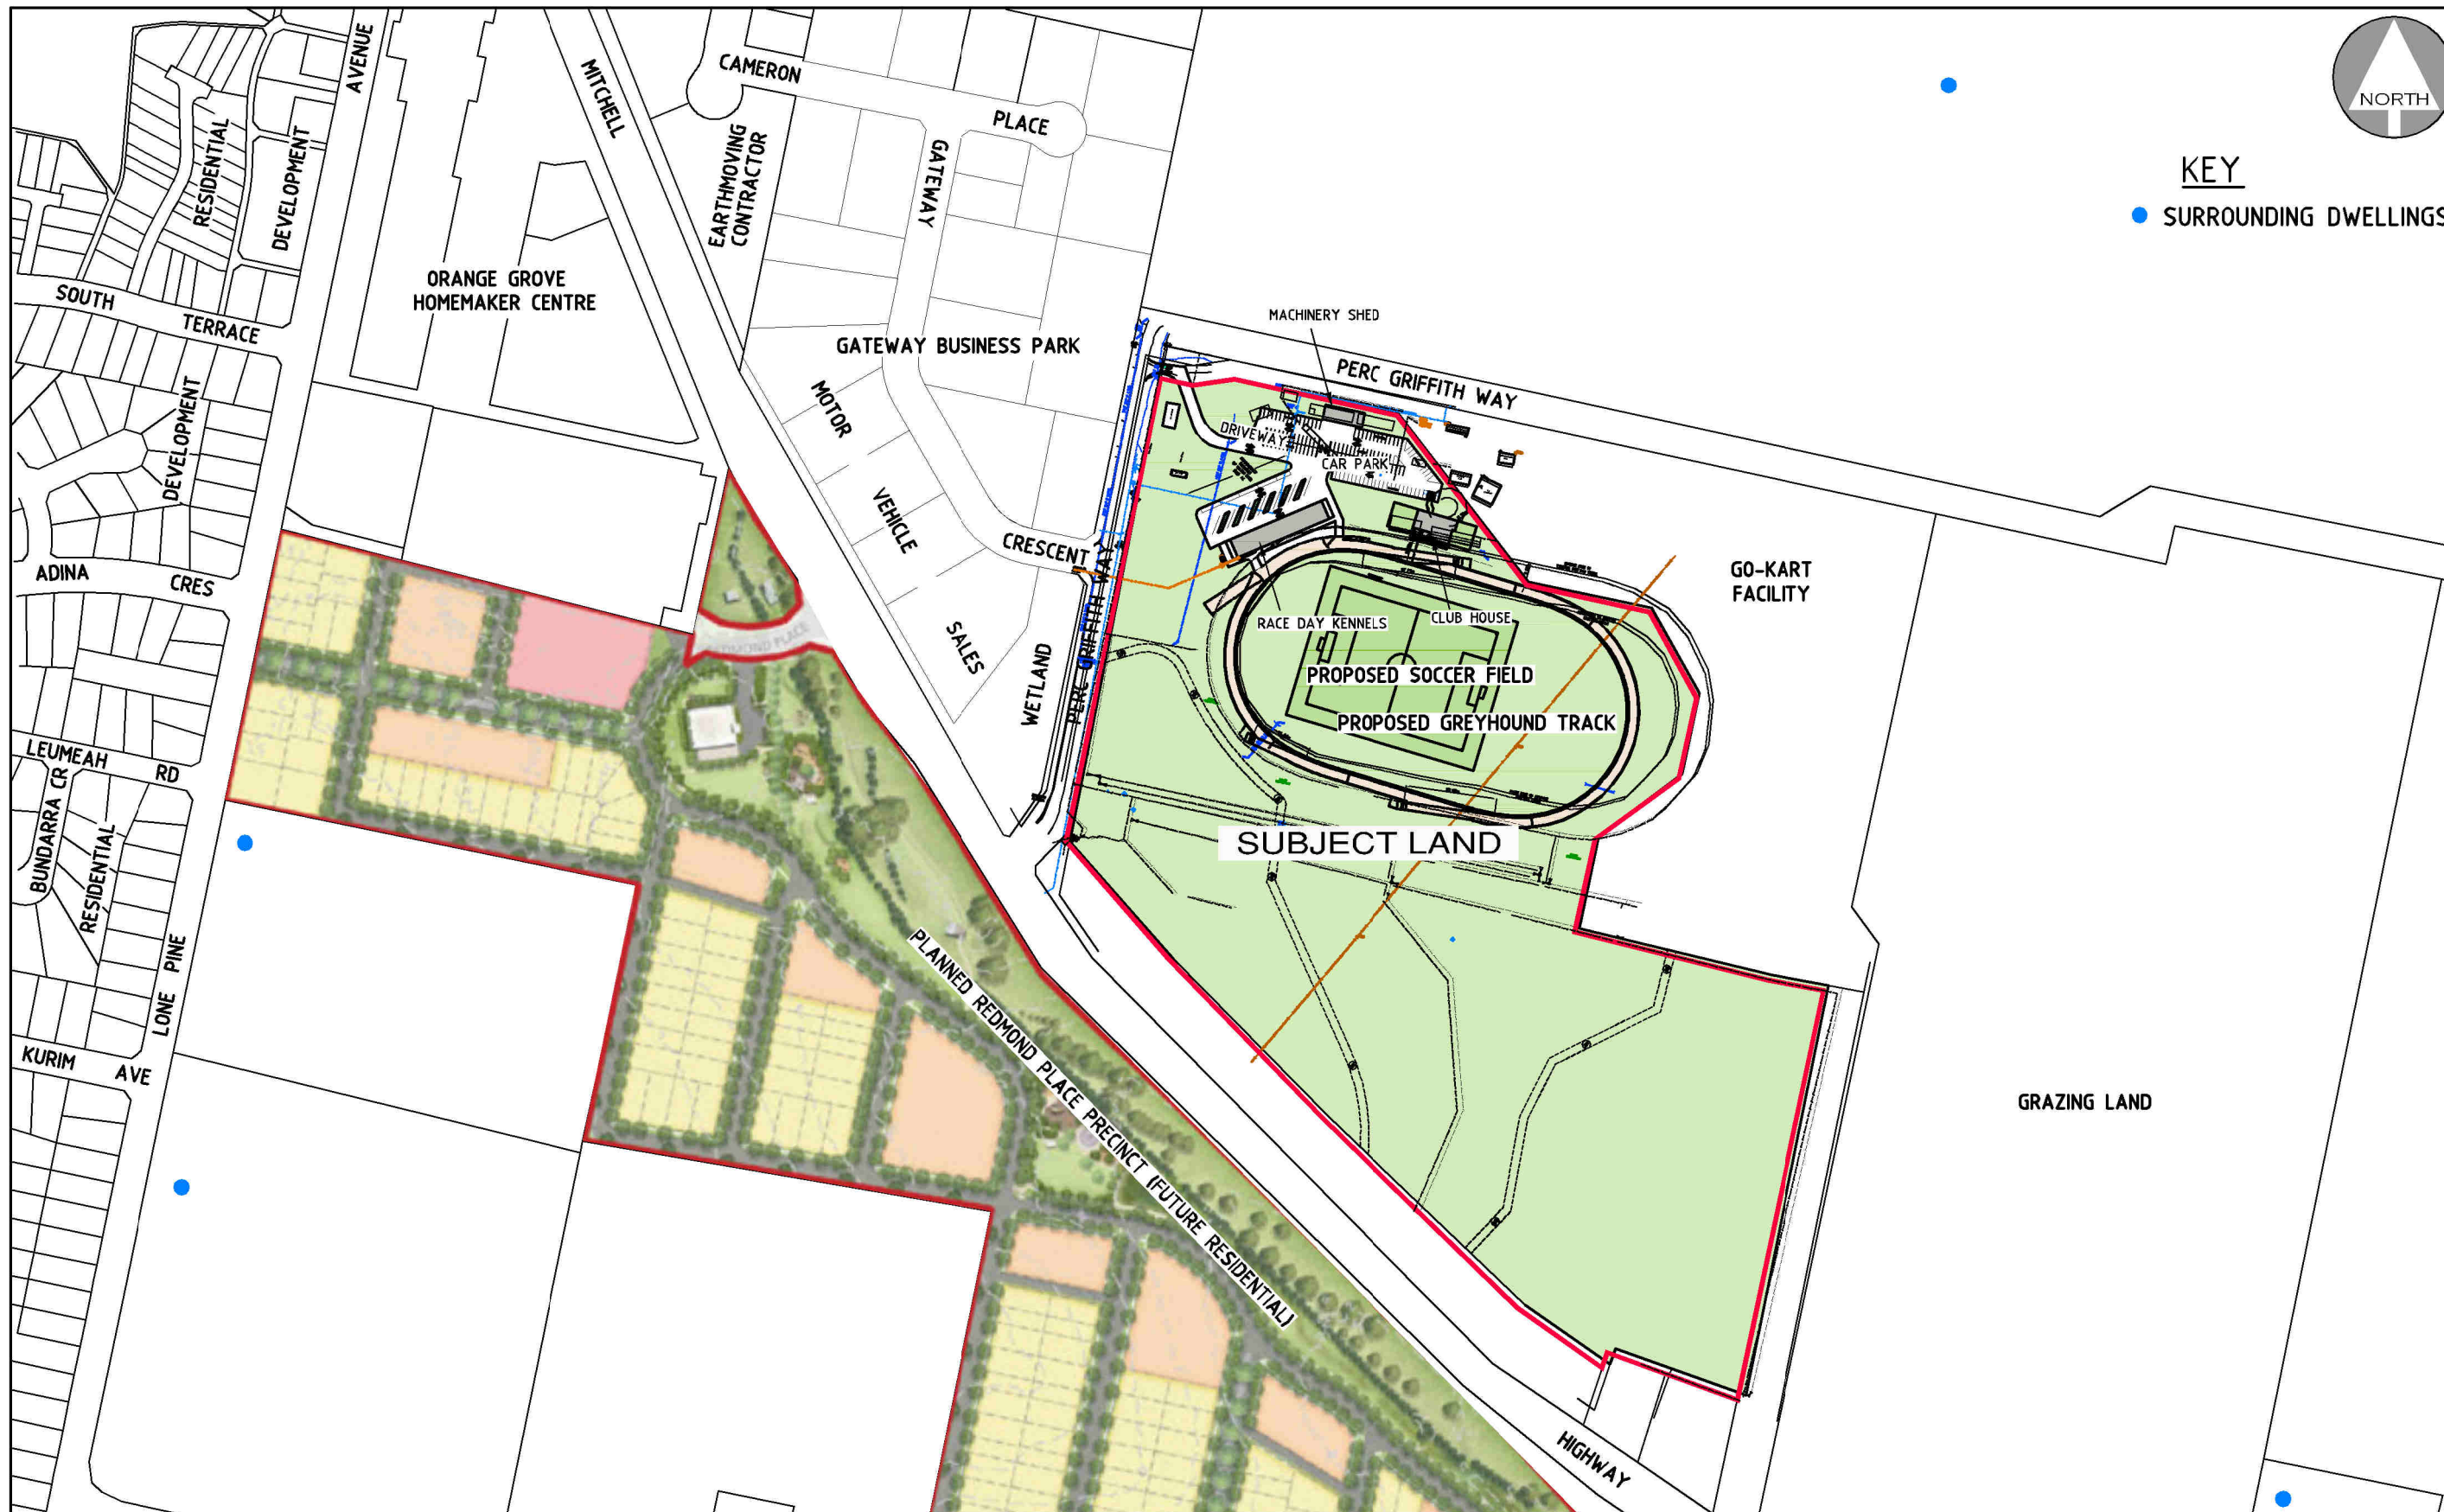 NORTH
KEY
SURROUNDING DWELLINGS
AVENUE
MITCHELL
CAMERON
PLACE
EARTHMOVING
CONTRACTOR
GATEWAY
RESIDENTIAL
DEVELOPMENT
ORANGE GROVE
HOMEMAKER CENTRE
SOUTH
TERRACE
GATEWAY BUSINESS PARK
MACHINERY SHED
PERC GRIFFITH WAY
MOTOR
VEHICLE
SALES
DEVELOPMENT
DRIVEWAY
CAR PARK
CRESCENT
ADINA
CRES
GO-KART
FACILITY
RACE DAY KENNELS
CLUB HOUSE
REDMOND PLACE
WETLAND
PERC GRIFFITH WAY
PROPOSED SOCCER FIELD
PROPOSED GREYHOUND TRACK
LEUMEAH
RD
BUNDARRA CR
RESIDENTIAL
SUBJECT LAND
LONE PINE
PLANNED REDMOND PLACE PRECINCT (FUTURE RESIDENTIAL)
KURIM
AVE
GRAZING LAND
HIGHWAY